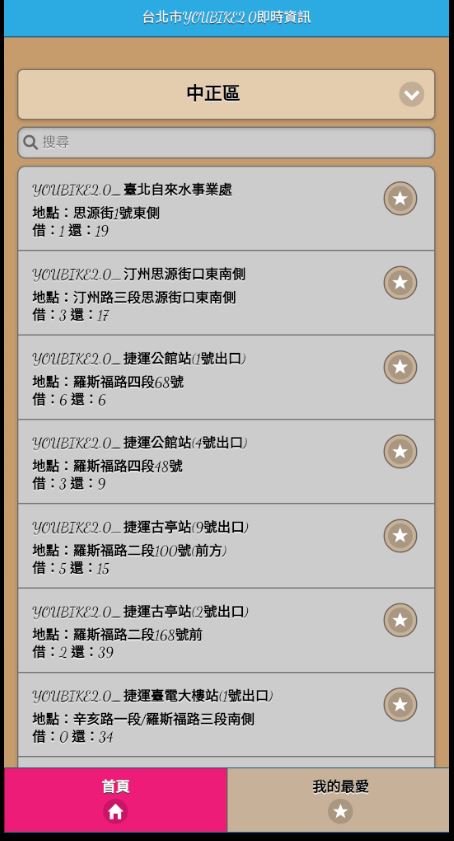 台北市YOUBIKE2.0即時資訊
中正區
搜尋
YOUBIKE2.0_臺北自來水事業處
地點：思源街1號東側
借：1 還：19
YOUBIKE2.0_汀州思源街口東南側
地點：汀州路三段思源街口東南側
借：3 還：17
YOUBIKE2.0_捷運公館站(1號出口)
地點：羅斯福路四段68號
借：6 還：6
YOUBIKE2.0_捷運公館站(4號出口)
地點：羅斯福路四段48號
借：3 還：9
YOUBIKE2.0_捷運古亭站(9號出口)
地點：羅斯福路二段100號(前方)
借：5 還：15
YOUBIKE2.0_捷運古亭站(2號出口)
地點：羅斯福路二段168號前
借：2 還：39
YOUBIKE2.0_捷運臺電大樓站(1號出口)
地點：辛亥路一段/羅斯福路三段南側
借：0 還：34
首頁
我的最愛